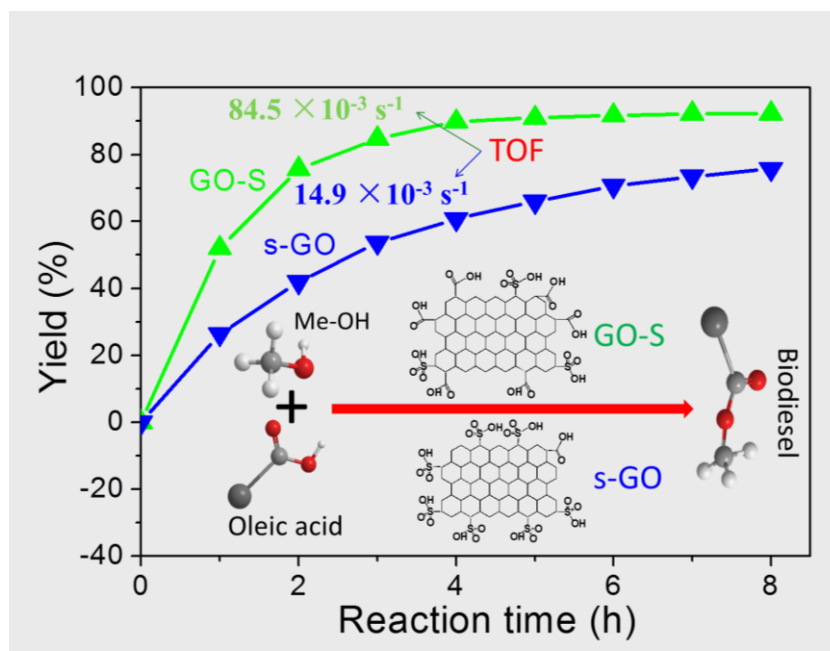 100
80
60
40
20
0
-20
-40
Yield (%)
84.5 ×10⁻³ s⁻¹
TOF
GO-S
14.9 ×10⁻³ s⁻¹
s-GO
Me-OH
+
Oleic acid
GO-S
s-GO
Biodiesel
0 2 4 6 8
Reaction time (h)